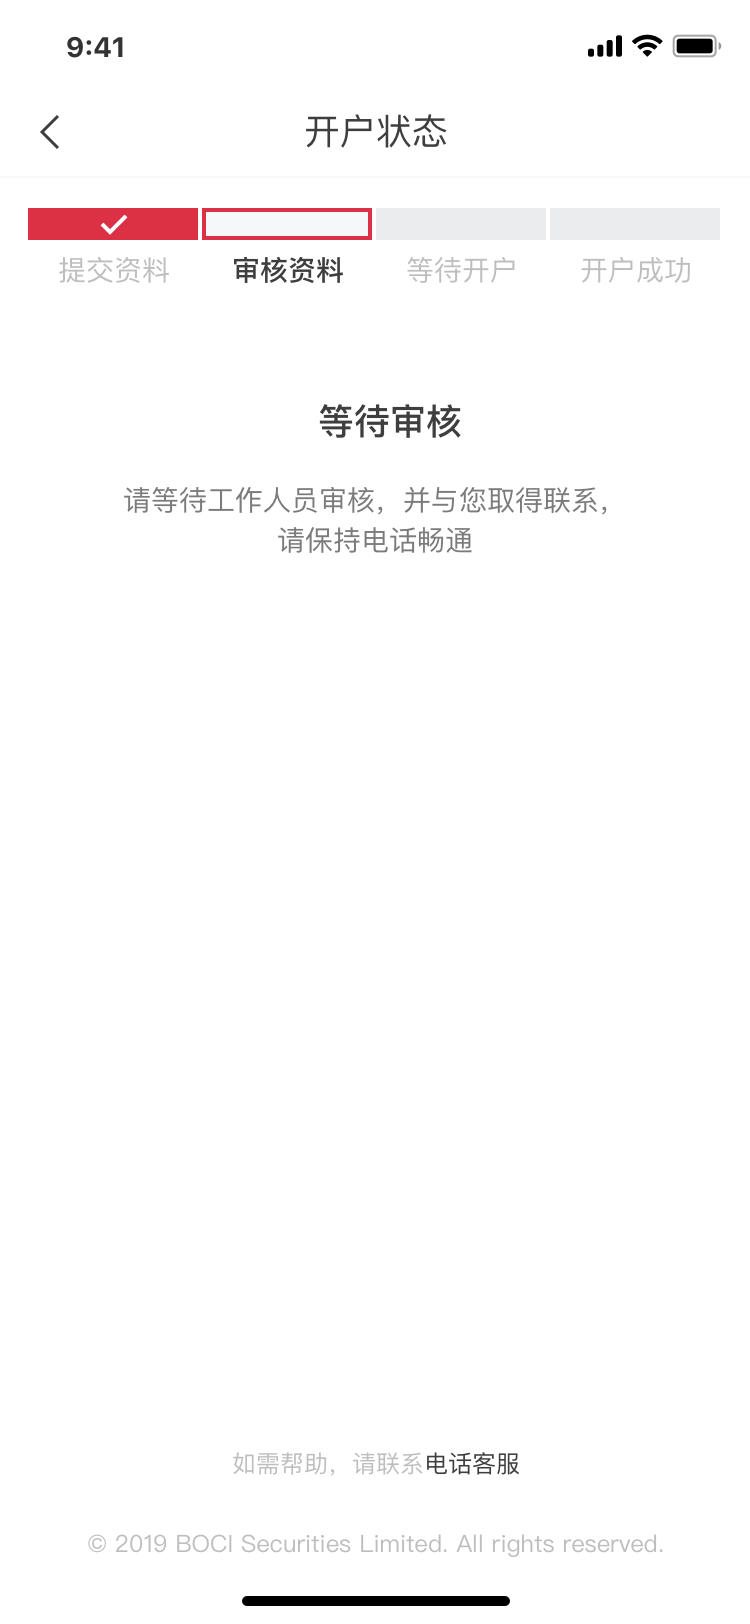 9:41
开户状态
提交资料 审核资料 等待开户 开户成功
等待审核
请等待工作人员审核，并与您取得联系，
请保持电话畅通
如需帮助，请联系电话客服
© 2019 BOCI Securities Limited. All rights reserved.